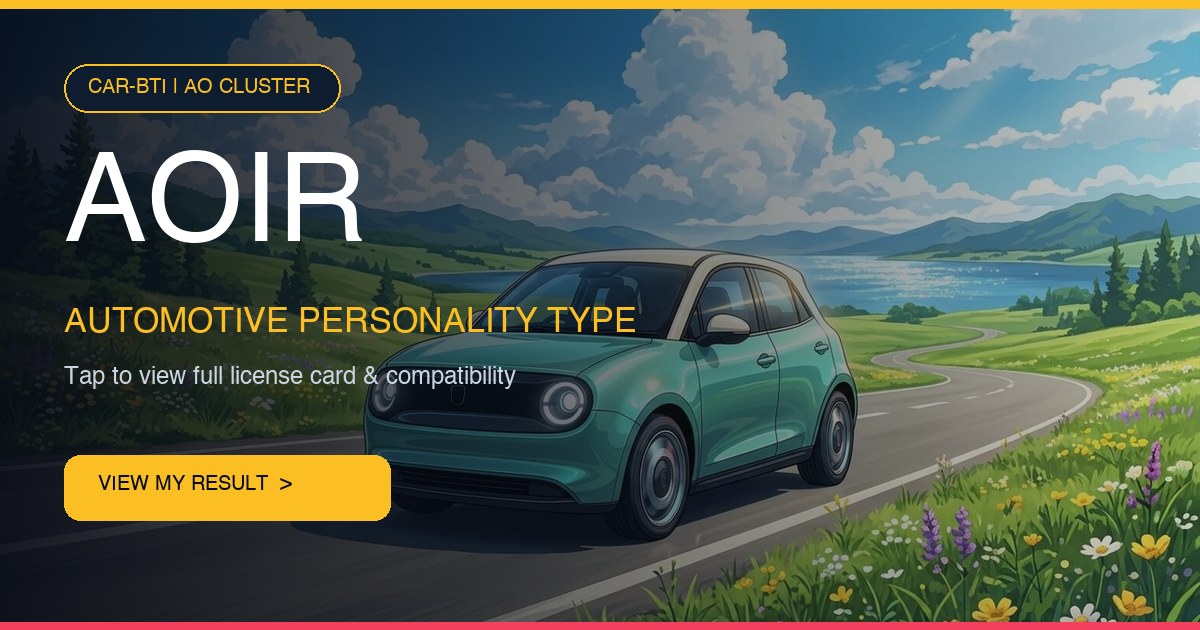 CAR-BTI | AO CLUSTER
AOIR
AUTOMOTIVE PERSONALITY TYPE
Tap to view full license card & compatibility
VIEW MY RESULT >